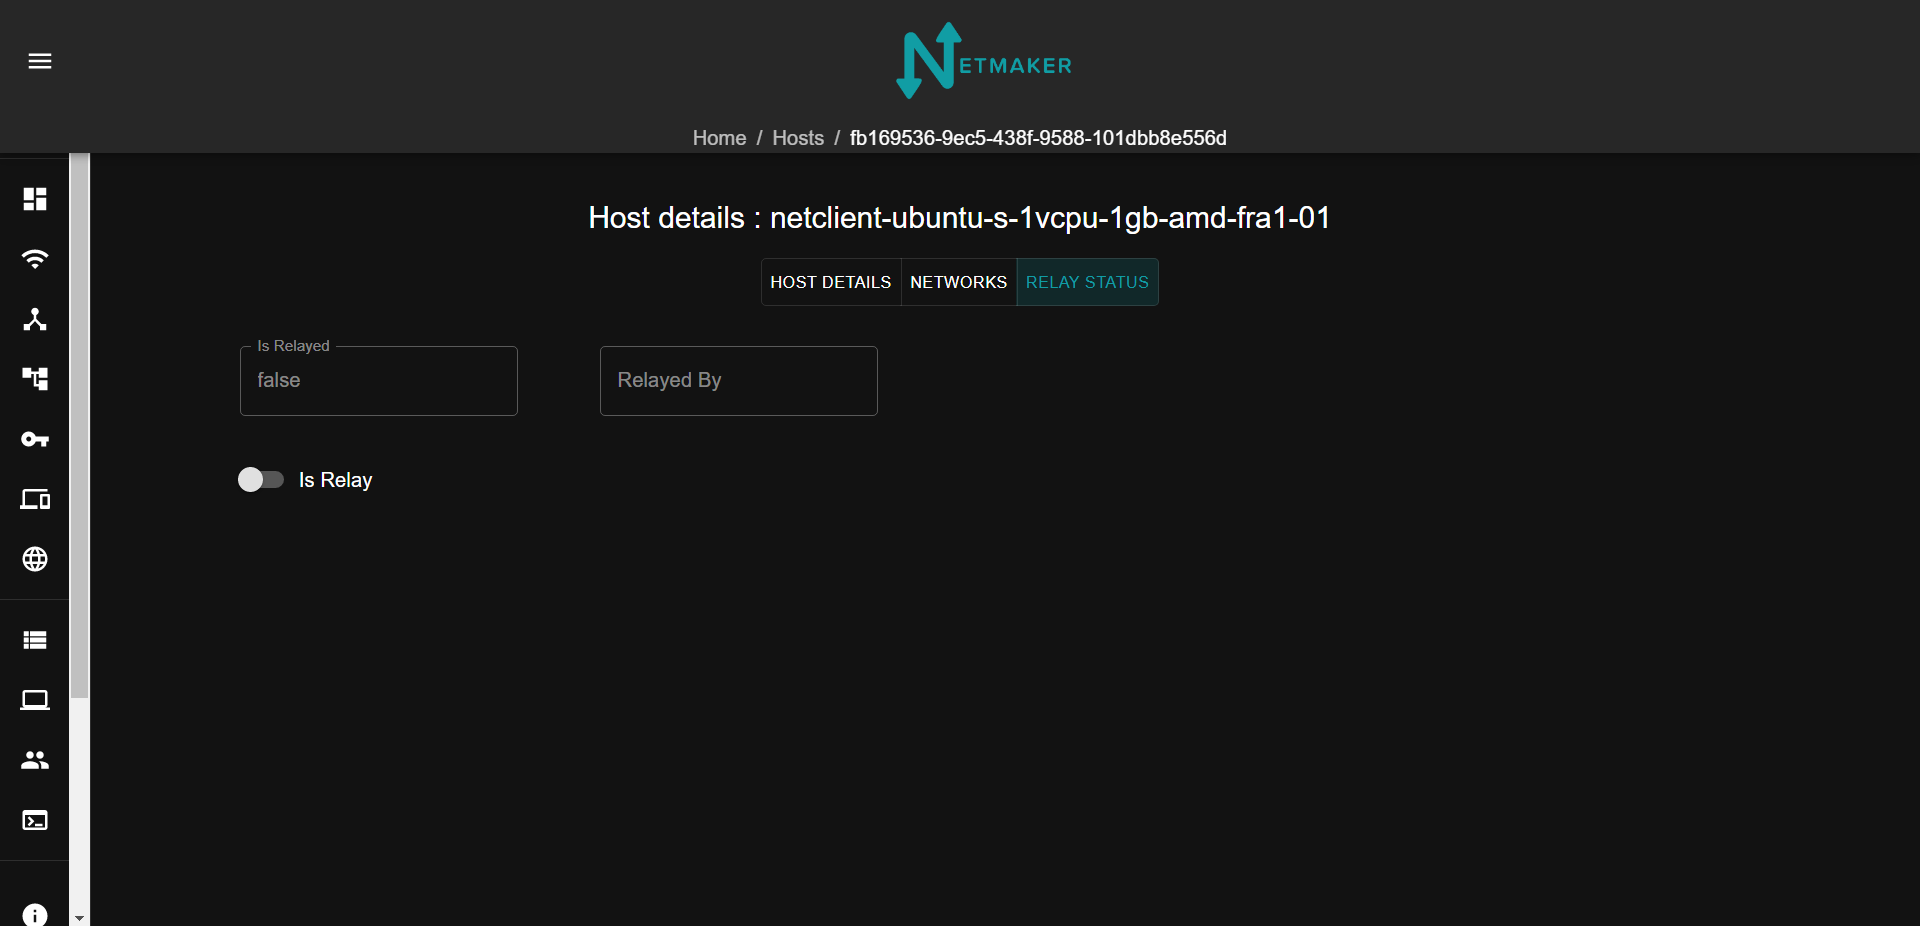 NETMAKER
Home / Hosts / fb169536-9ec5-438f-9588-101dbb8e556d
Host details : netclient-ubuntu-s-1vcpu-1gb-amd-fra1-01
HOST DETAILS NETWORKS RELAY STATUS
Is Relayed
false Relayed By
Is Relay